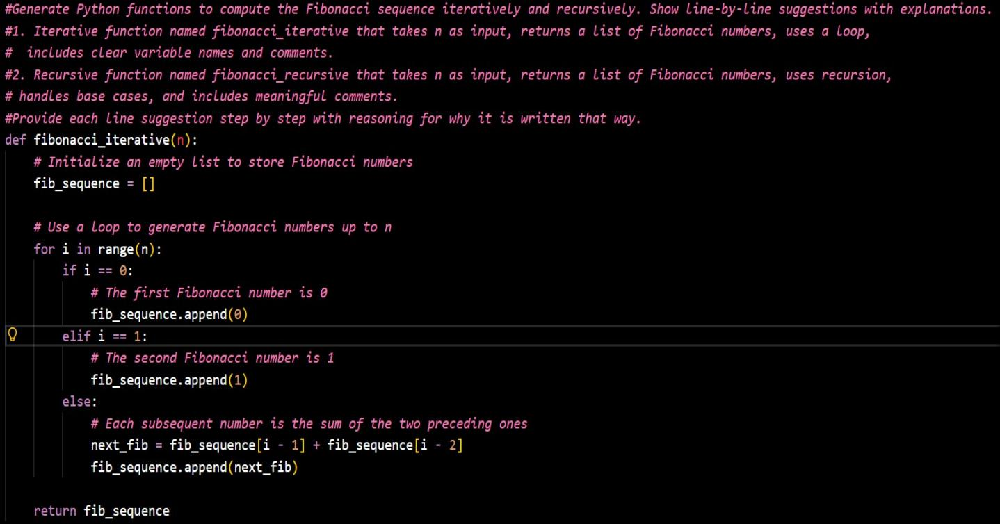 #Generate Python functions to compute the Fibonacci sequence iteratively and recursively. Show line-by-line suggestions with explanations.
#1. Iterative function named fibonacci_iterative that takes n as input, returns a list of Fibonacci numbers, uses a loop,
#  includes clear variable names and comments.
#2. Recursive function named fibonacci_recursive that takes n as input, returns a list of Fibonacci numbers, uses recursion,
# handles base cases, and includes meaningful comments.
#Provide each line suggestion step by step with reasoning for why it is written that way.
def fibonacci_iterative(n):
    # Initialize an empty list to store Fibonacci numbers
    fib_sequence = []

    # Use a loop to generate Fibonacci numbers up to n
    for i in range(n):
        if i == 0:
            # The first Fibonacci number is 0
            fib_sequence.append(0)
        elif i == 1:
            # The second Fibonacci number is 1
            fib_sequence.append(1)
        else:
            # Each subsequent number is the sum of the two preceding ones
            next_fib = fib_sequence[i - 1] + fib_sequence[i - 2]
            fib_sequence.append(next_fib)

    return fib_sequence